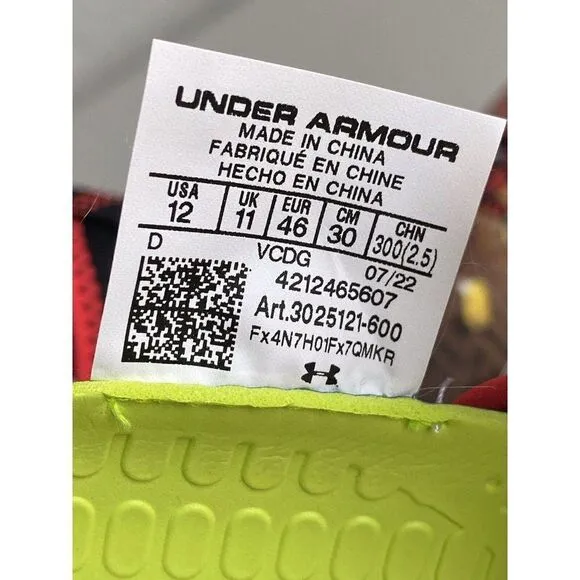 UNDER ARMOUR
MADE IN CHINA
FABRIQUÉ EN CHINE
HECHO EN CHINA
USA UK EUR CM CHN
12 11 46 30 300(2.5)
D VCDG 07/22
4212465607
Art.3025121-600
Fx4N7H01Fx7QMKR